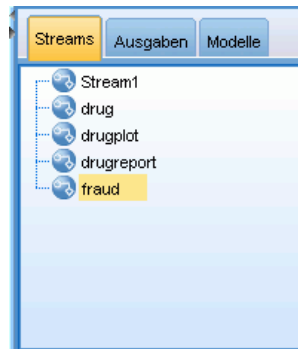 Streams Ausgaben Modelle
Stream1
drug
drugplot
drugreport
fraud